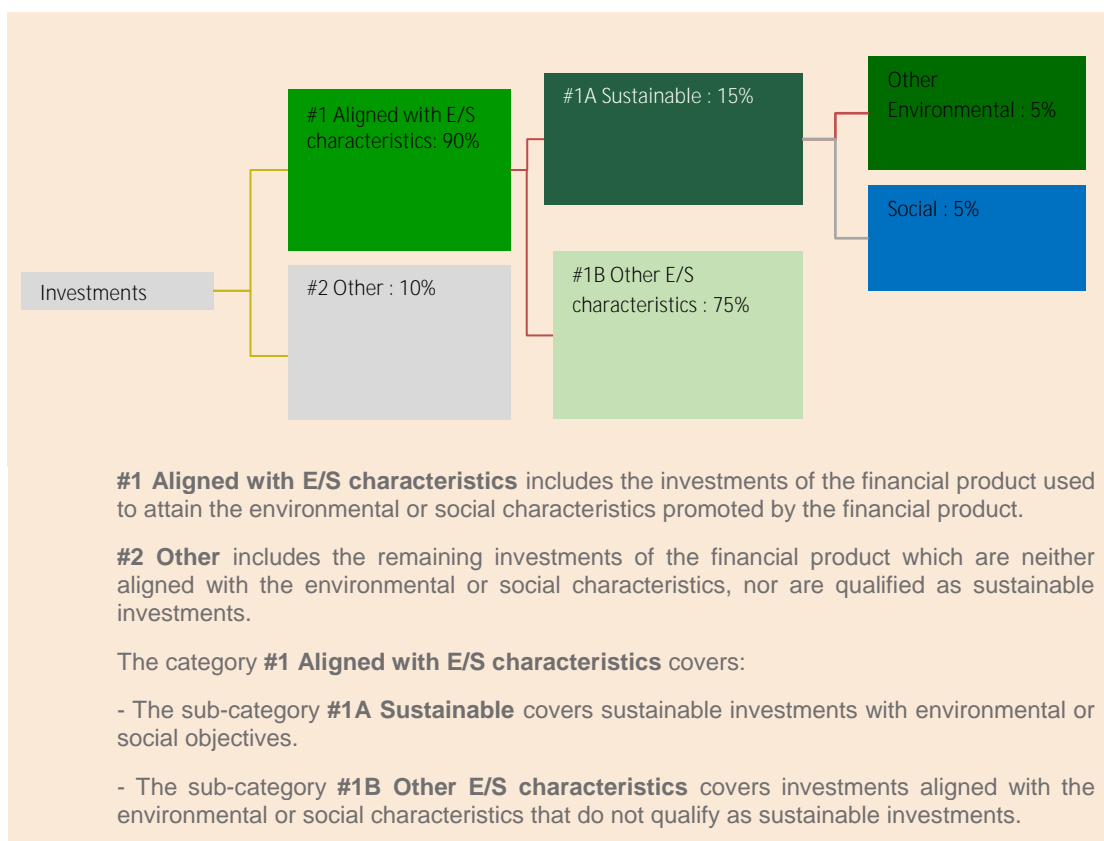 #1 Aligned with E/S
characteristics: 90%
#1A Sustainable : 15%
Other
Environmental : 5%
Social : 5%
Investments
#2 Other : 10%
#1B Other E/S
characteristics : 75%
#1 Aligned with E/S characteristics includes the investments of the financial product used
to attain the environmental or social characteristics promoted by the financial product.
#2 Other includes the remaining investments of the financial product which are neither
aligned with the environmental or social characteristics, nor are qualified as sustainable
investments.
The category #1 Aligned with E/S characteristics covers:
- The sub-category #1A Sustainable covers sustainable investments with environmental or
social objectives.
- The sub-category #1B Other E/S characteristics covers investments aligned with the
environmental or social characteristics that do not qualify as sustainable investments.